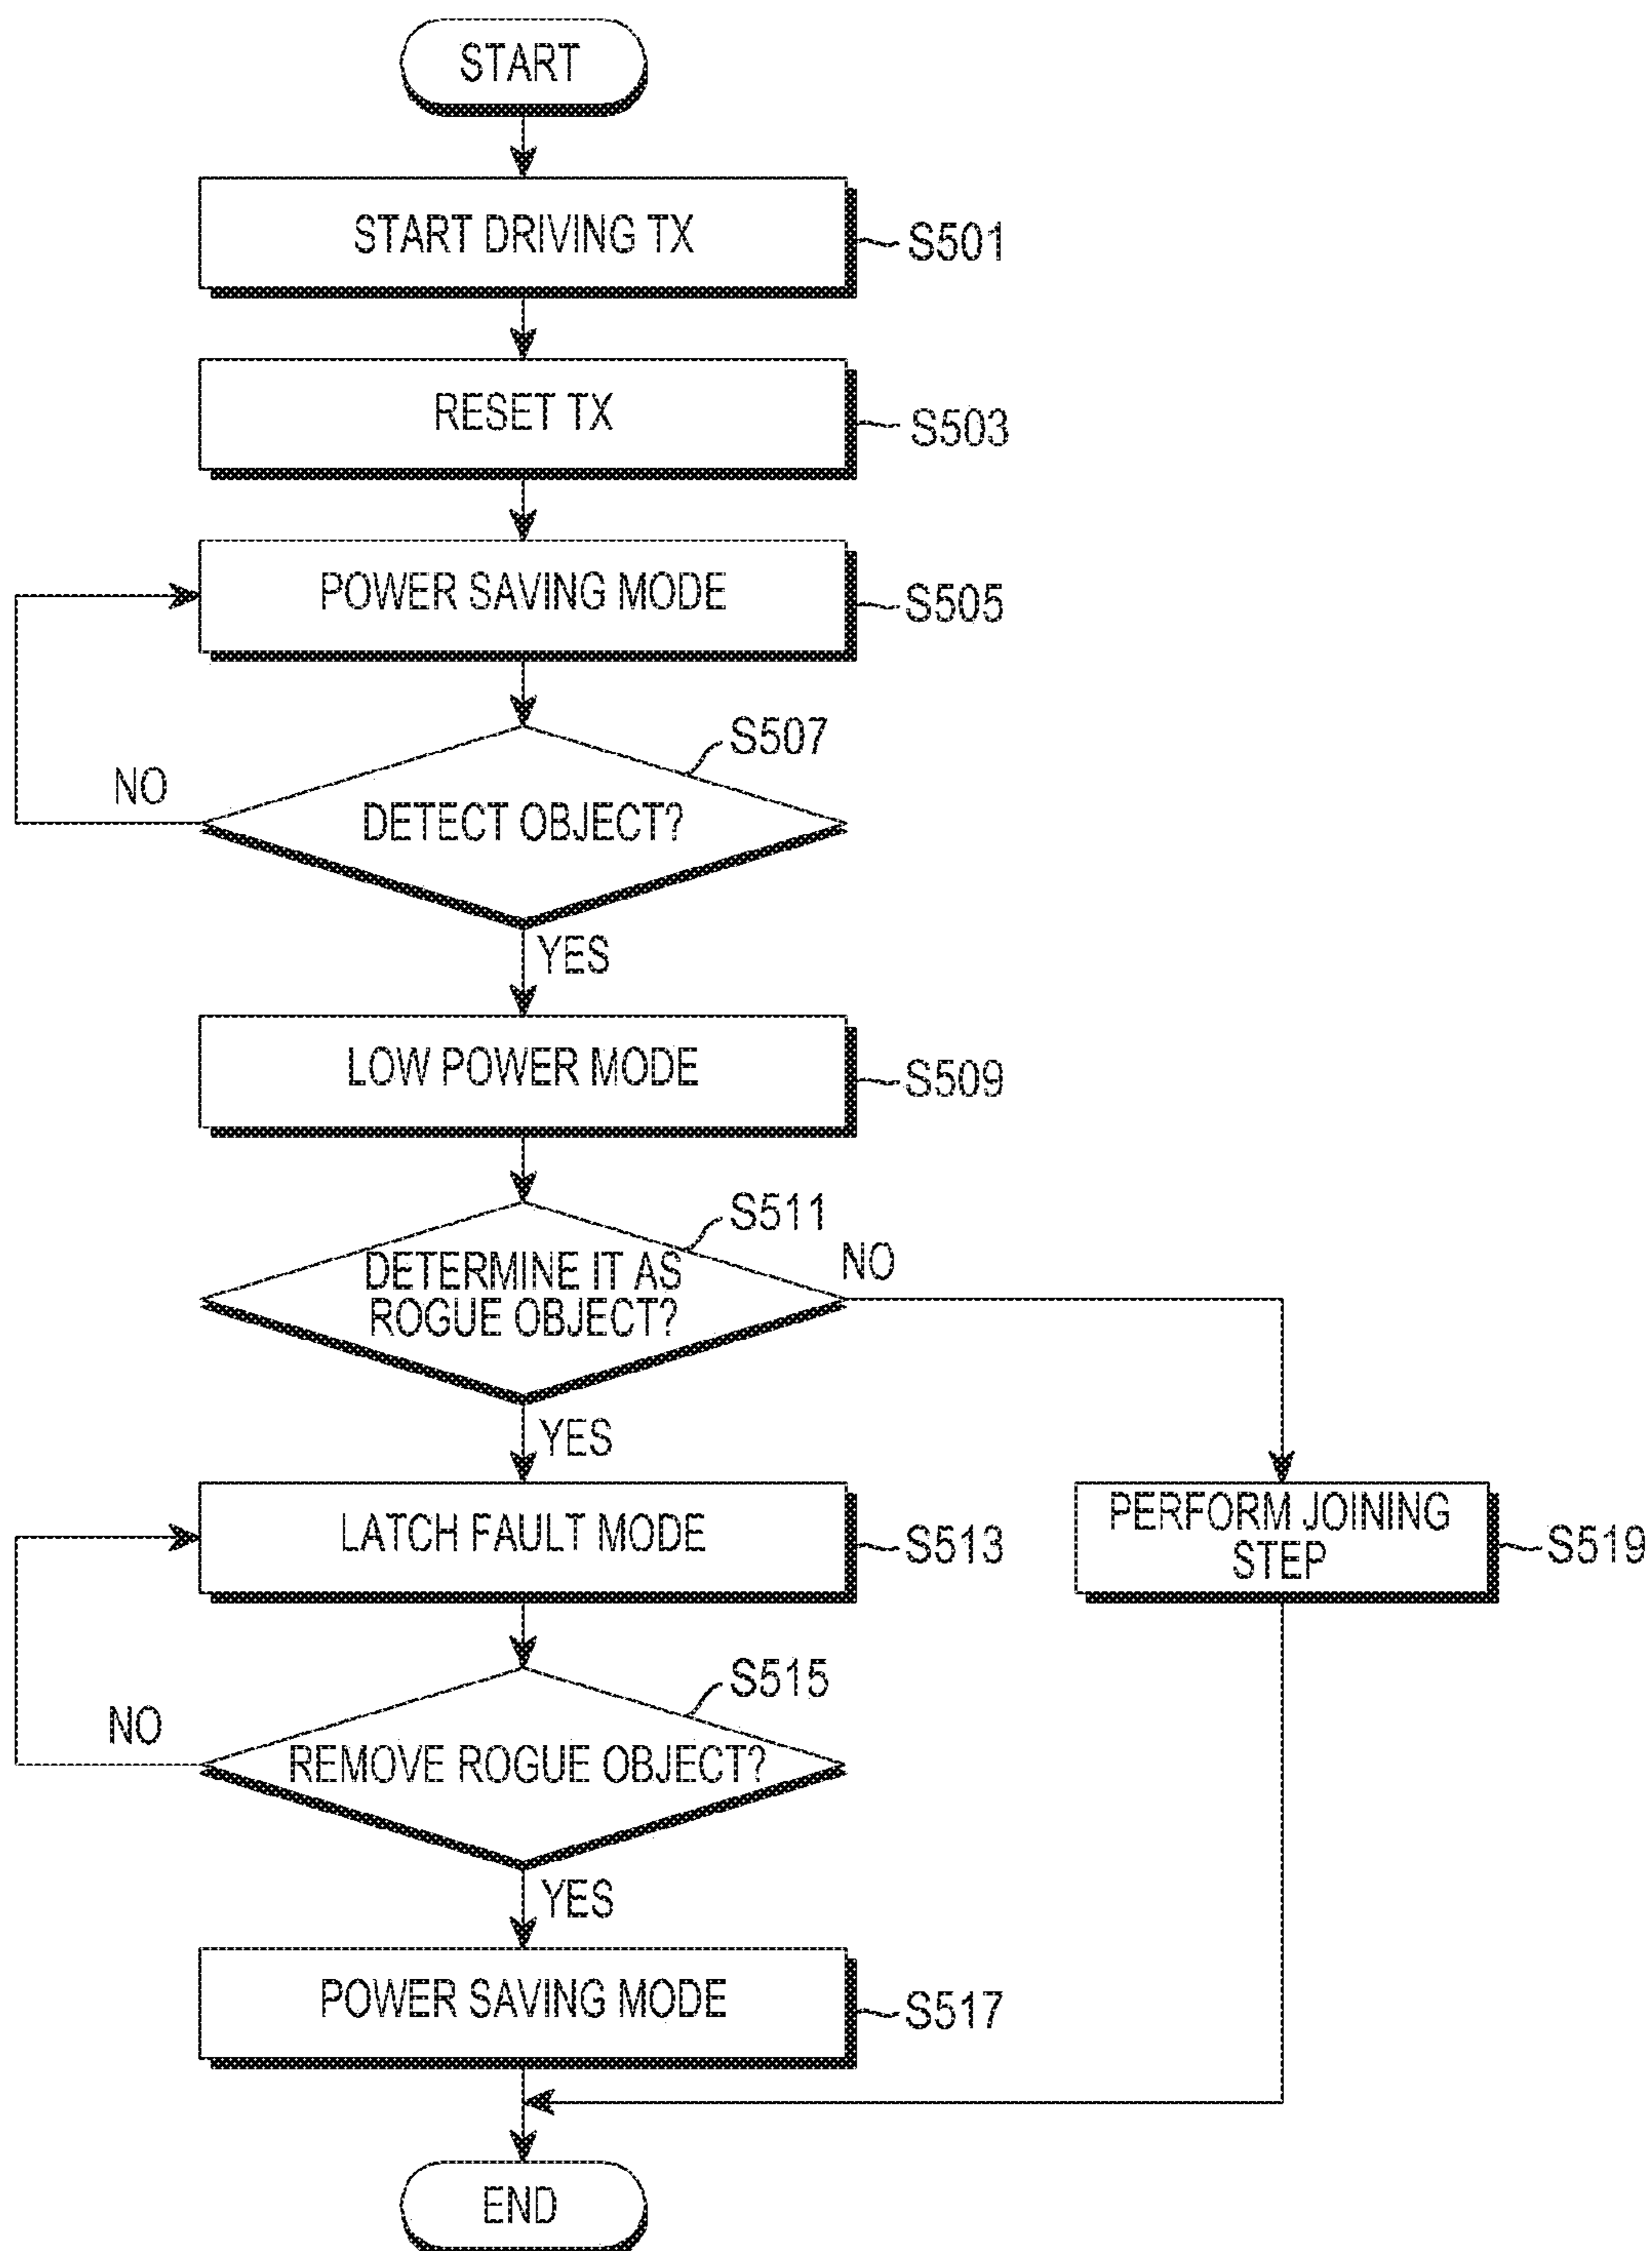 START
START DRIVING TX
S501
RESET TX
S503
POWER SAVING MODE
S505
S507
NO
DETECT OBJECT?
YES
LOW POWER MODE
S509
S511
NO
DETERMINE IT AS
ROGUE OBJECT?
YES
LATCH FAULT MODE
S513
PERFORM JOINING
STEP
S519
S515
NO
REMOVE ROGUE OBJECT?
YES
POWER SAVING MODE
S517
END